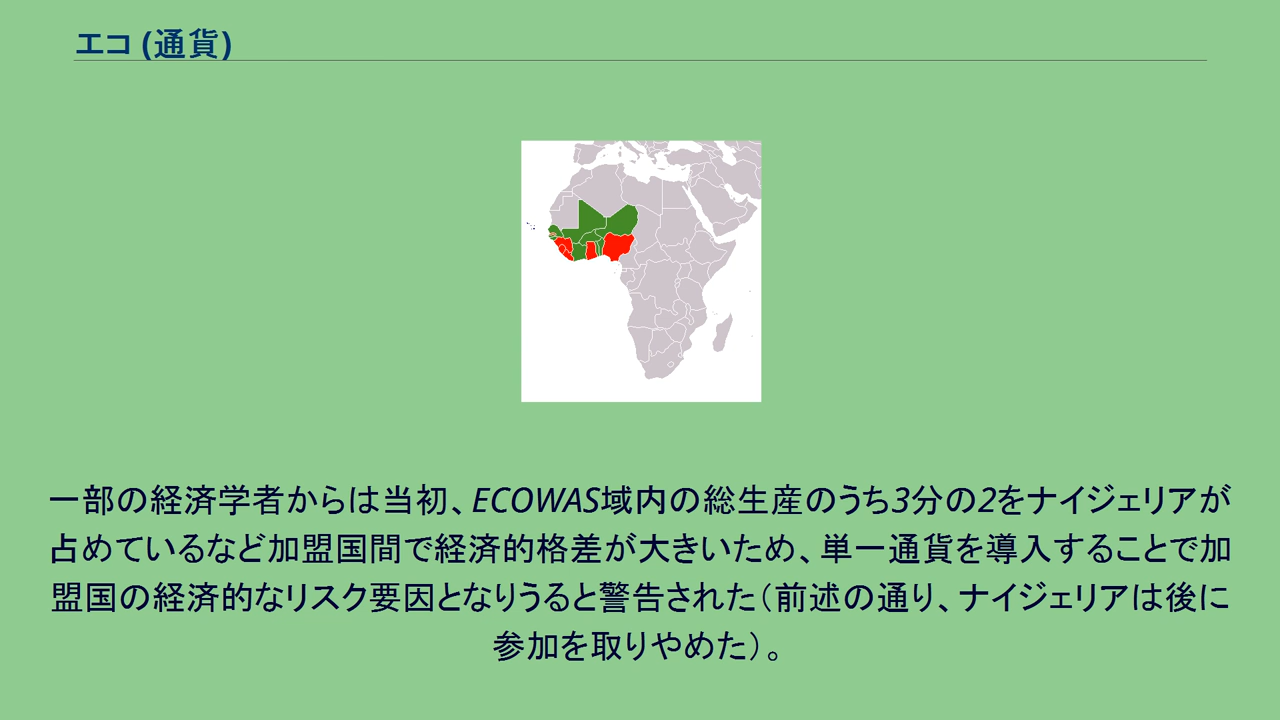 エコ (通貨)
一部の経済学者からは当初、ECOWAS域内の総生産のうち3分の2をナイジェリアが
占めているなど加盟国間で経済的格差が大きいため、単一通貨を導入することで加
盟国の経済的なリスク要因となりうると警告された（前述の通り、ナイジェリアは後に
参加を取りやめた）。